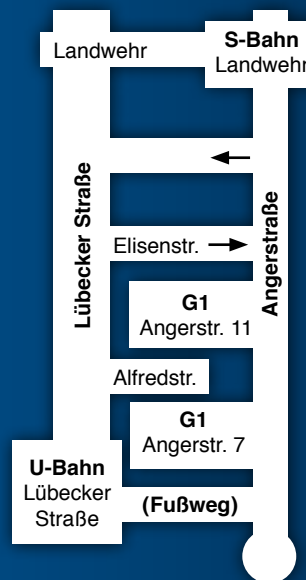 Landwehr
S-Bahn
Landwehr
Lübecker Straße
Angerstraße
Elisenstr.
G1
Angerstr. 11
Alfredstr.
G1
Angerstr. 7
U-Bahn
Lübecker
Straße
(Fußweg)